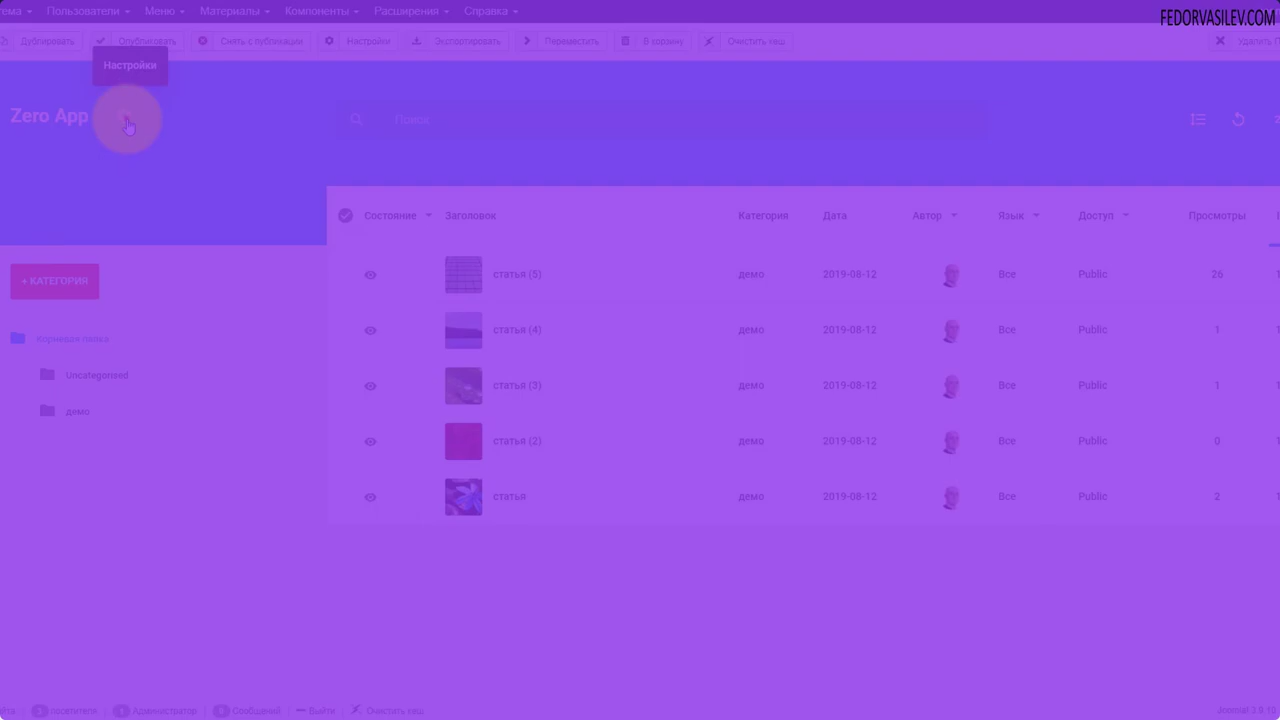 тема Пользователи Меню Материалы Компоненты Расширения Справка
FEDORVASILEV.COM
Дублировать Опубликовать Снять с публикации Настройки Экспортировать Переместить В корзину Очистить кеш Удалить
Настройки
Zero App
Поиск
Состояние Заголовок Категория Дата Автор Язык Доступ Просмотры
статья (5) демо 2019-08-12 Все Public 26
+ КАТЕГОРИЯ
статья (4) демо 2019-08-12 Все Public 1
Корневая папка
Uncategorised
статья (3) демо 2019-08-12 Все Public 1
демо
статья (2) демо 2019-08-12 Все Public 0
статья демо 2019-08-12 Все Public 2
Администратор Сообщений Выйти Очистить кеш